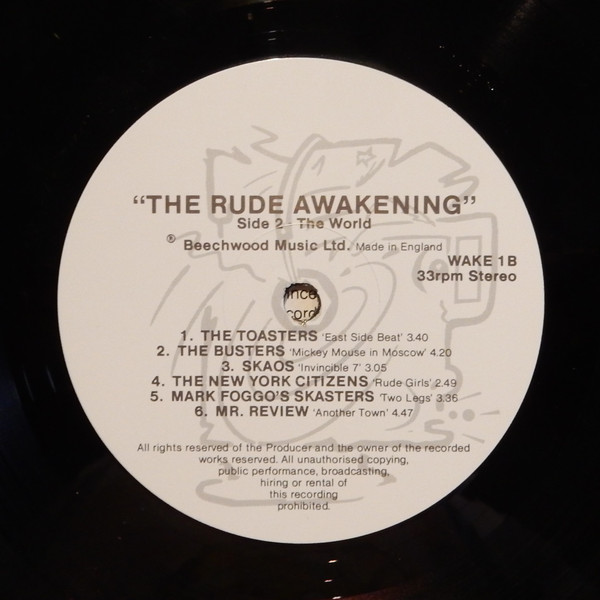 "THE RUDE AWAKENING"
Side 2 - The World
® Beechwood Music Ltd. Made in England
WAKE 1B
33rpm Stereo
1. THE TOASTERS 'East Side Beat' 3.40
2. THE BUSTERS 'Mickey Mouse in Moscow' 4.20
3. SKAOS 'Invincible 7' 3.05
4. THE NEW YORK CITIZENS 'Rude Girls' 2.49
5. MARK FOGGO'S SKASTERS 'Two Legs' 3.36
6. MR. REVIEW 'Another Town' 4.47
All rights reserved of the Producer and the owner of the recorded
works reserved. All unauthorised copying,
public performance, broadcasting,
hiring or rental of
this recording
prohibited.